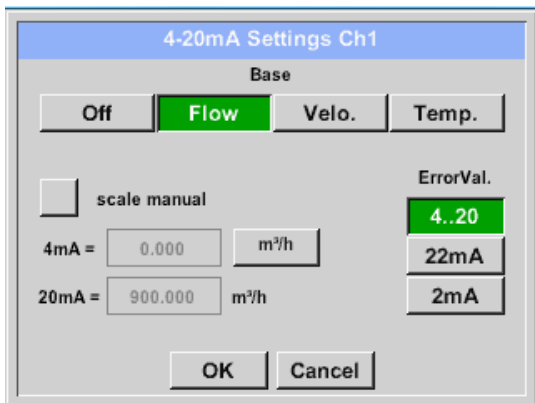 4-20mA Settings Ch1
Base
Off Flow Velo. Temp.
ErrorVal.
scale manual
4..20
4mA = 0.000 m³/h
22mA
20mA = 900.000 m³/h
2mA
OK Cancel